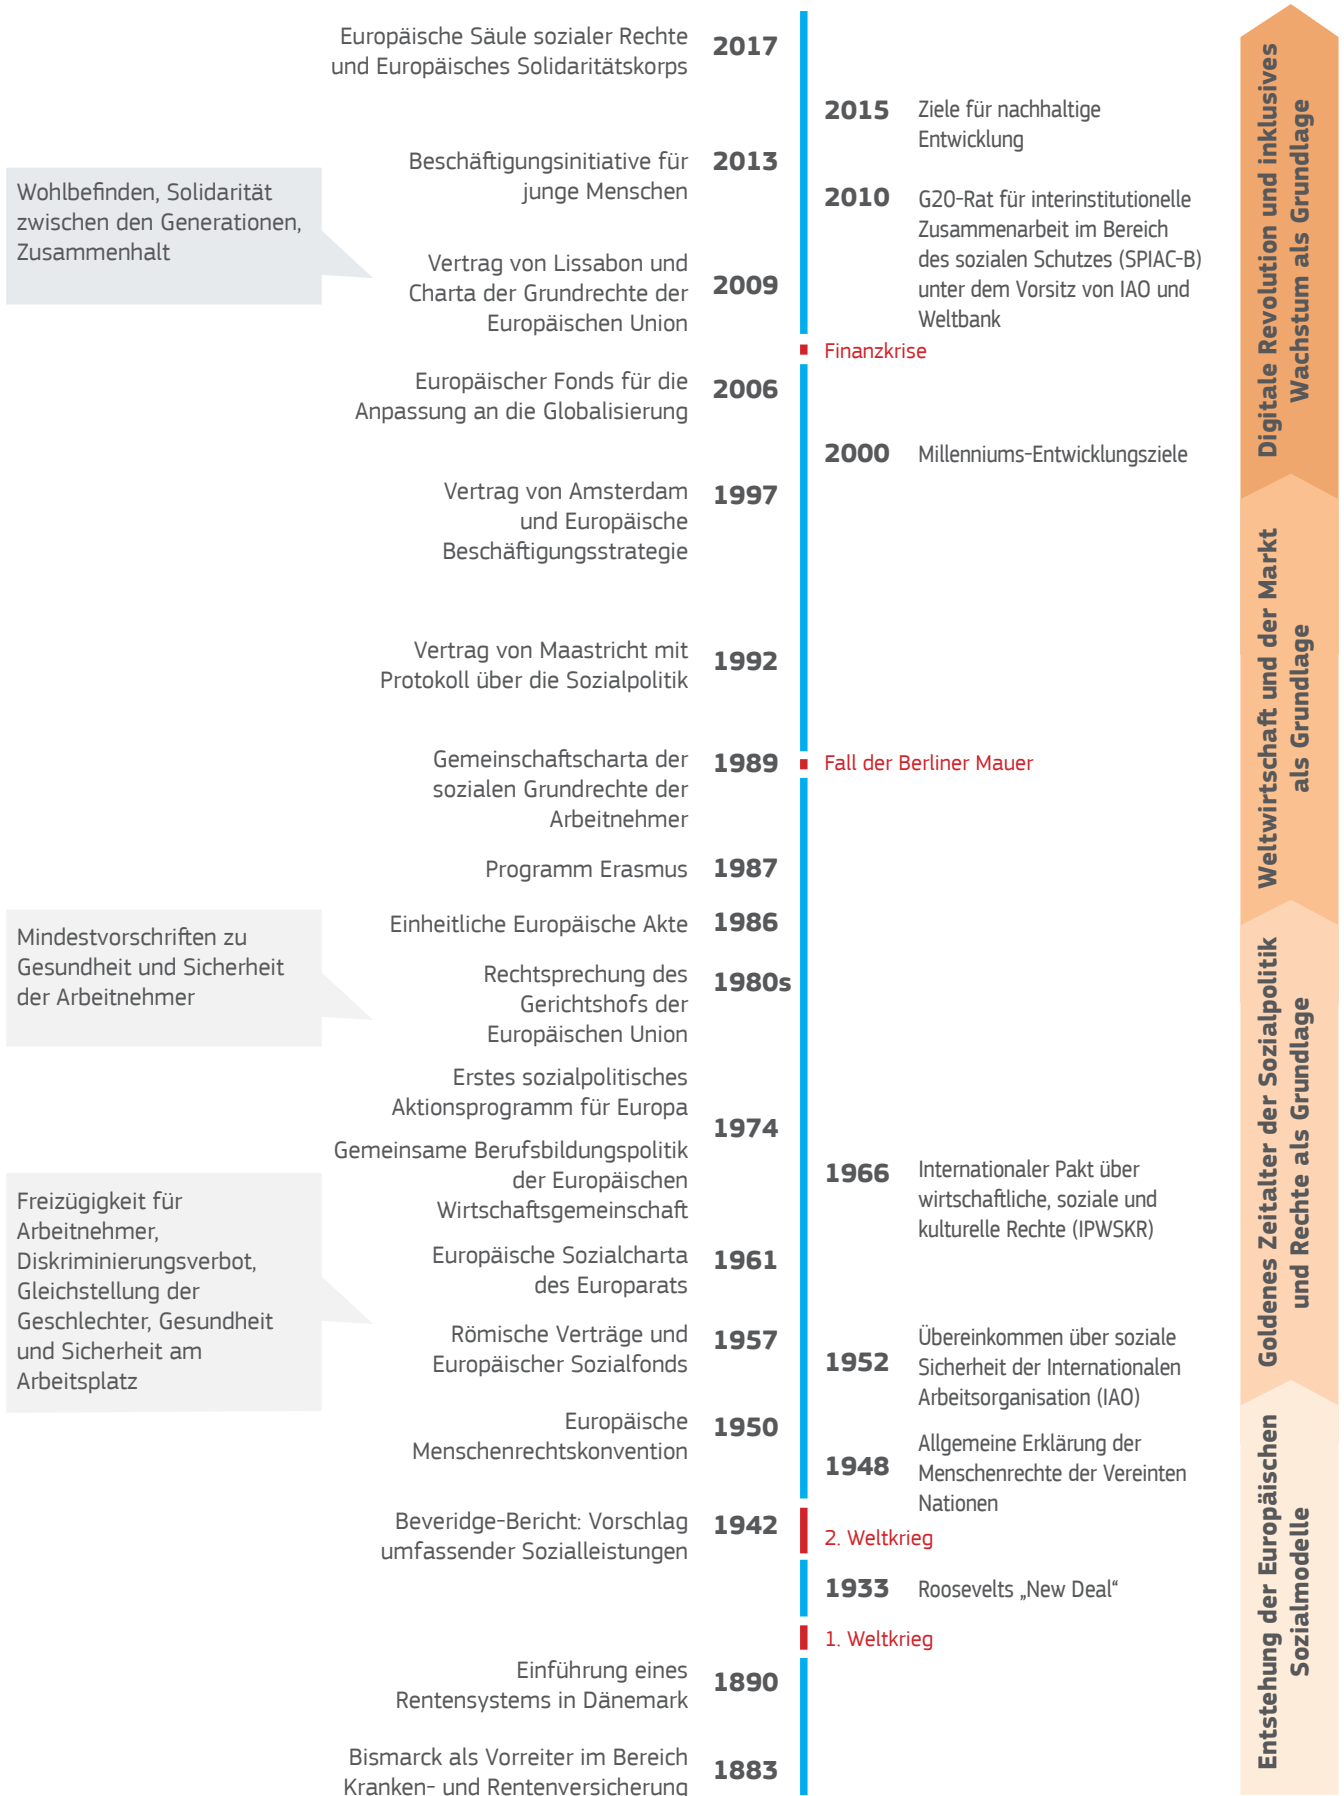 Europäische Säule sozialer Rechte
und Europäisches Solidaritätskorps
2017
2015
Ziele für nachhaltige
Entwicklung
Beschäftigungsinitiative für
junge Menschen
2013
2010
G20-Rat für interinstitutionelle
Zusammenarbeit im Bereich
des sozialen Schutzes (SPIAC-B)
unter dem Vorsitz von IAO und
Weltbank
Wohlbefinden, Solidarität
zwischen den Generationen,
Zusammenhalt
Vertrag von Lissabon und
Charta der Grundrechte der
Europäischen Union
2009
Finanzkrise
Europäischer Fonds für die
Anpassung an die Globalisierung
2006
2000
Millenniums-Entwicklungsziele
Vertrag von Amsterdam
und Europäische
Beschäftigungsstrategie
1997
Vertrag von Maastricht mit
Protokoll über die Sozialpolitik
1992
Gemeinschaftscharta der
sozialen Grundrechte der
Arbeitnehmer
1989
Fall der Berliner Mauer
Programm Erasmus
1987
Einheitliche Europäische Akte
1986
Mindestvorschriften zu
Gesundheit und Sicherheit
der Arbeitnehmer
Rechtsprechung des
Gerichtshofs der
Europäischen Union
1980s
Erstes sozialpolitisches
Aktionsprogramm für Europa
1974
Gemeinsame Berufsbildungspolitik
der Europäischen
Wirtschaftsgemeinschaft
1966
Internationaler Pakt über
wirtschaftliche, soziale und
kulturelle Rechte (IPWSKR)
Freizügigkeit für
Arbeitnehmer,
Diskriminierungsverbot,
Gleichstellung der
Geschlechter, Gesundheit
und Sicherheit am
Arbeitsplatz
Europäische Sozialcharta
des Europarats
1961
Römische Verträge und
Europäischer Sozialfonds
1957
1952
Übereinkommen über soziale
Sicherheit der Internationalen
Arbeitsorganisation (IAO)
Europäische
Menschenrechtskonvention
1950
1948
Allgemeine Erklärung der
Menschenrechte der Vereinten
Nationen
Beveridge-Bericht: Vorschlag
umfassender Sozialleistungen
1942
2. Weltkrieg
1933
Roosevelts „New Deal“
1. Weltkrieg
Einführung eines
Rentensystems in Dänemark
1890
Bismarck als Vorreiter im Bereich
Kranken- und Rentenversicherung
1883
Digitale Revolution und inklusives
Wachstum als Grundlage
Weltwirtschaft und der Markt
als Grundlage
Goldenes Zeitalter der Sozialpolitik
und Rechte als Grundlage
Entstehung der Europäischen
Sozialmodelle